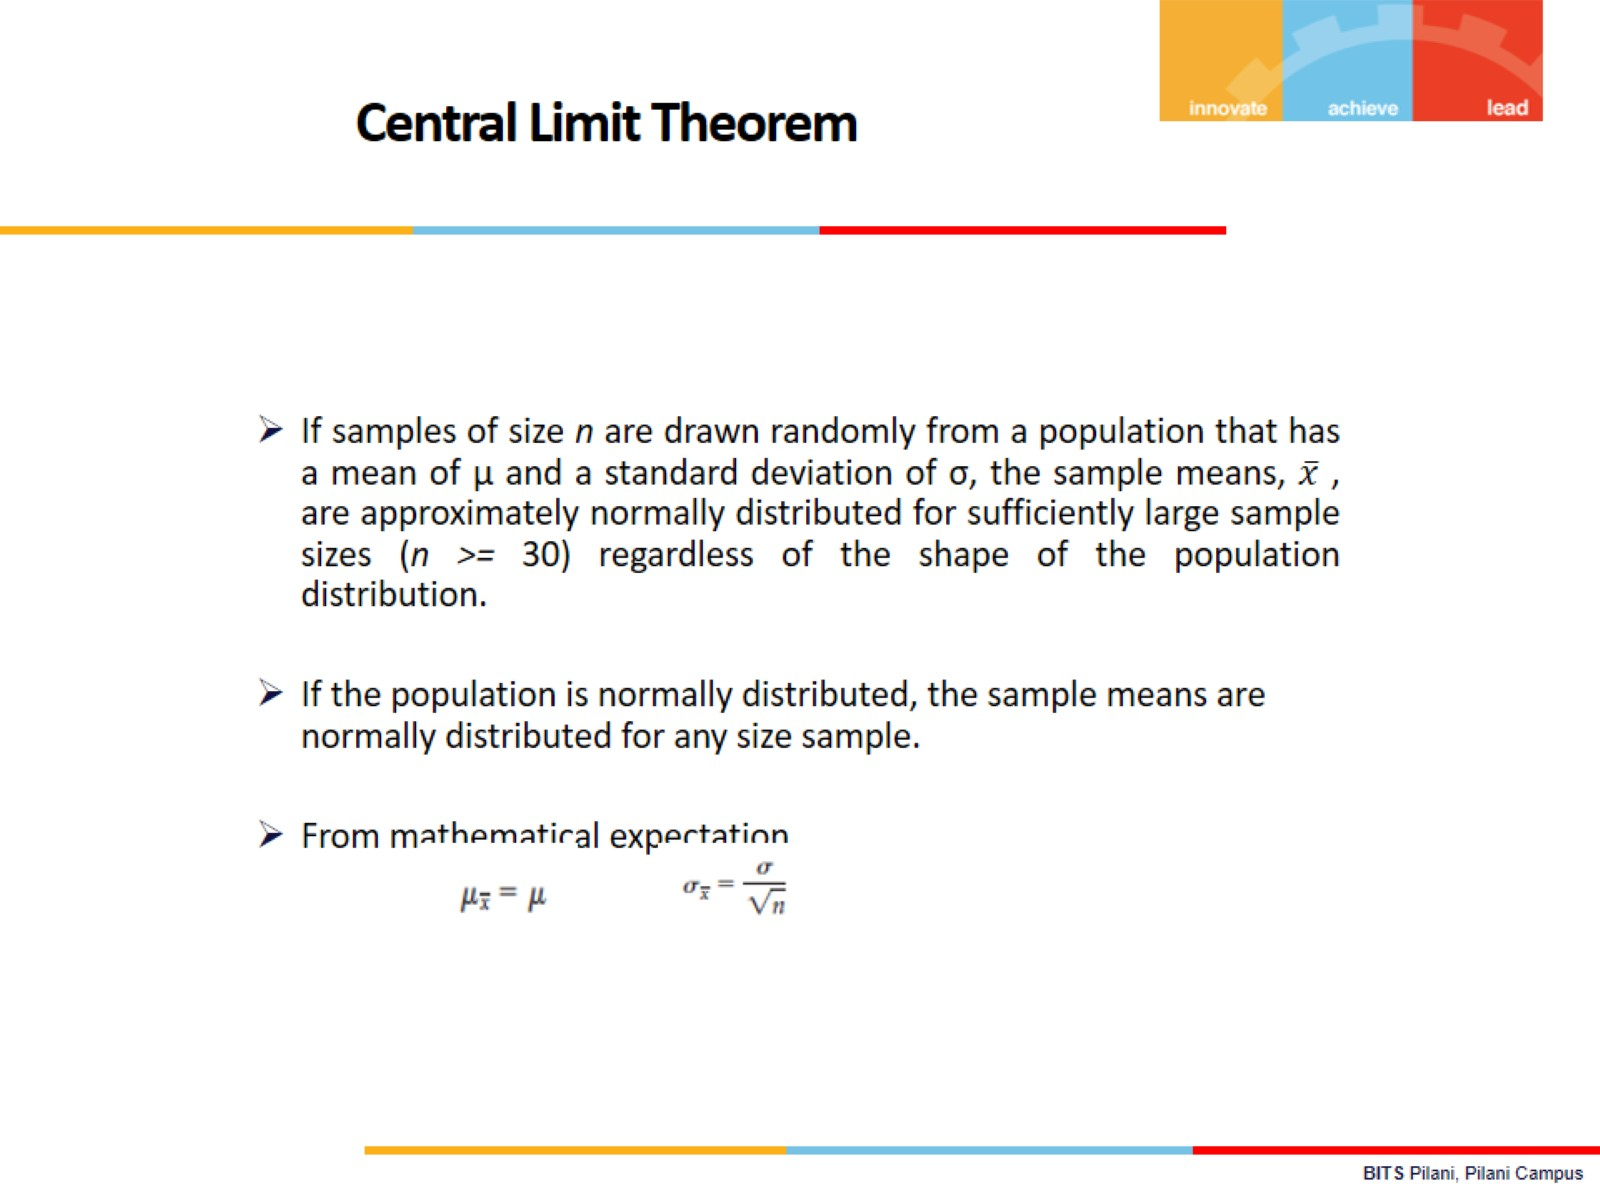 innovate achieve lead
Central Limit Theorem
➢ If samples of size n are drawn randomly from a population that has
a mean of μ and a standard deviation of σ, the sample means, x̄ ,
are approximately normally distributed for sufficiently large sample
sizes (n >= 30) regardless of the shape of the population
distribution.
➢ If the population is normally distributed, the sample means are
normally distributed for any size sample.
➢ From mathematical expectation
μx̄ = μ σx̄ = σ/√n
BITS Pilani, Pilani Campus